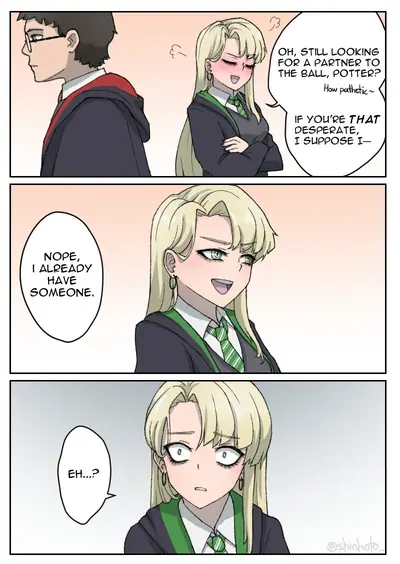 OH, STILL LOOKING
FOR A PARTNER TO
THE BALL, POTTER?
How pathetic~
IF YOU'RE THAT
DESPERATE,
I SUPPOSE I—
NOPE,
I ALREADY
HAVE
SOMEONE.
EH...?
@shinhoto_